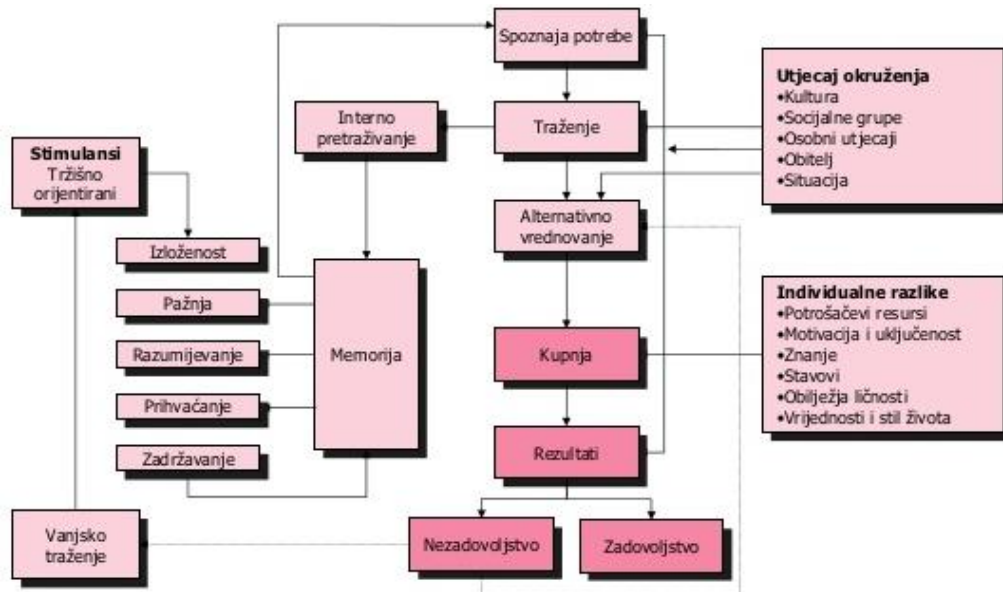 Spoznaja potrebe
Interno
pretraživanje
Traženje
Utjecaj okruženja
•Kultura
•Socijalne grupe
•Osobni utjecaji
•Obitelj
•Situacija
Stimulansi
Tržišno
orijentirani
Alternativno
vrednovanje
Izloženost
Pažnja
Razumijevanje
Prihvaćanje
Zadržavanje
Memorija
Kupnja
Individualne razlike
•Potrošačevi resursi
•Motivacija i uključenost
•Znanje
•Stavovi
•Obilježja ličnosti
•Vrijednosti i stil života
Rezultati
Vanjsko
traženje
Nezadovoljstvo
Zadovoljstvo